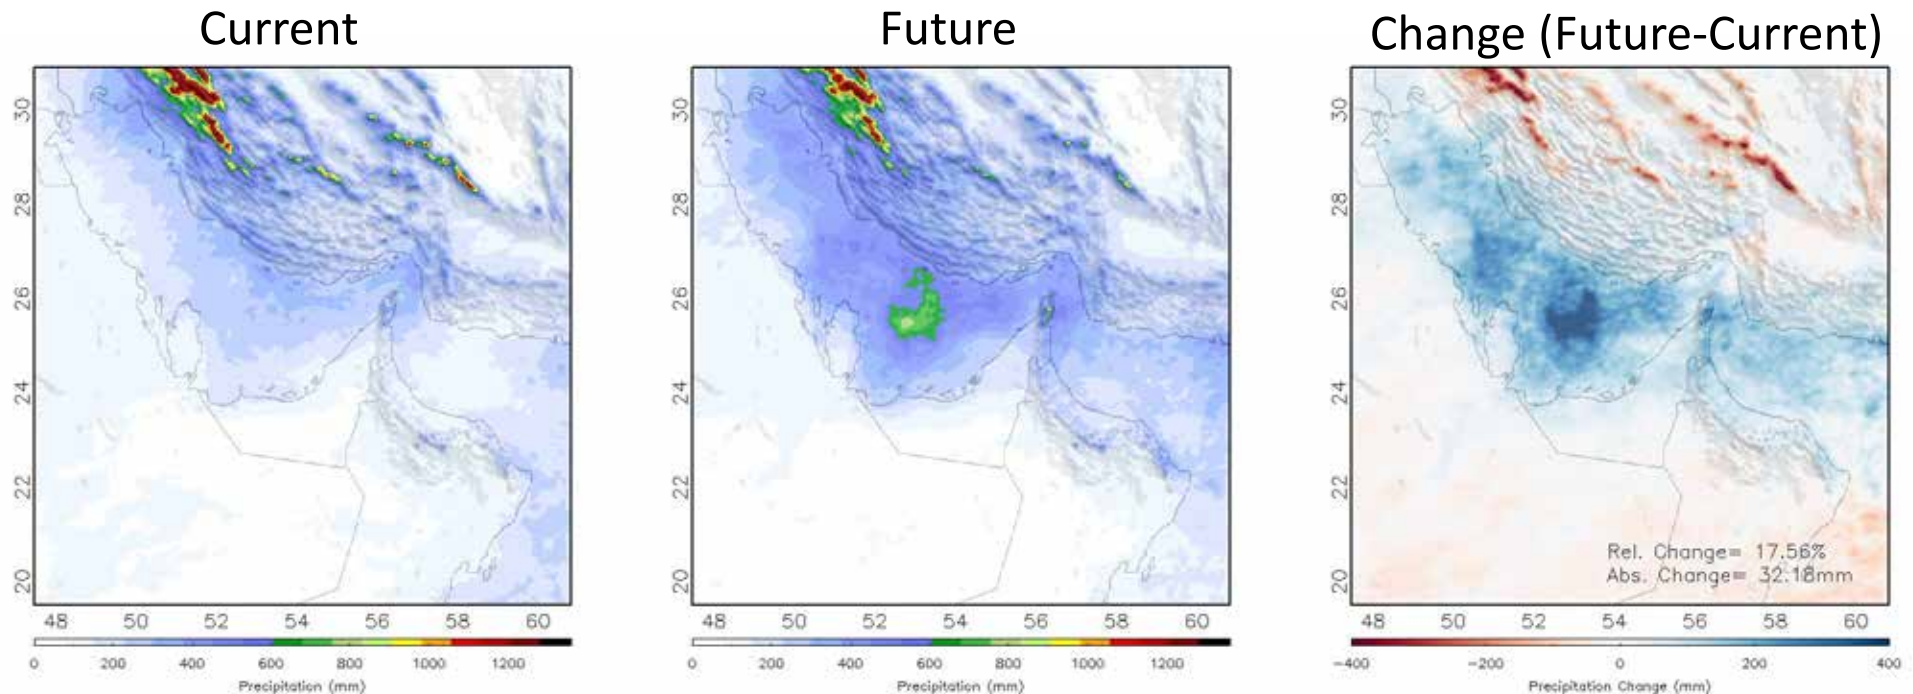 Current
Future
Change (Future-Current)
30
28
26
24
22
20
48 50 52 54 56 58 60
0 200 400 600 800 1000 1200
Precipitation (mm)
30
28
26
24
22
20
48 50 52 54 56 58 60
0 200 400 600 800 1000 1200
Precipitation (mm)
30
28
26
24
22
20
Rel. Change= 17.56%
Abs. Change= 32.18mm
48 50 52 54 56 58 60
−400 −200 0 200 400
Precipitation Change (mm)